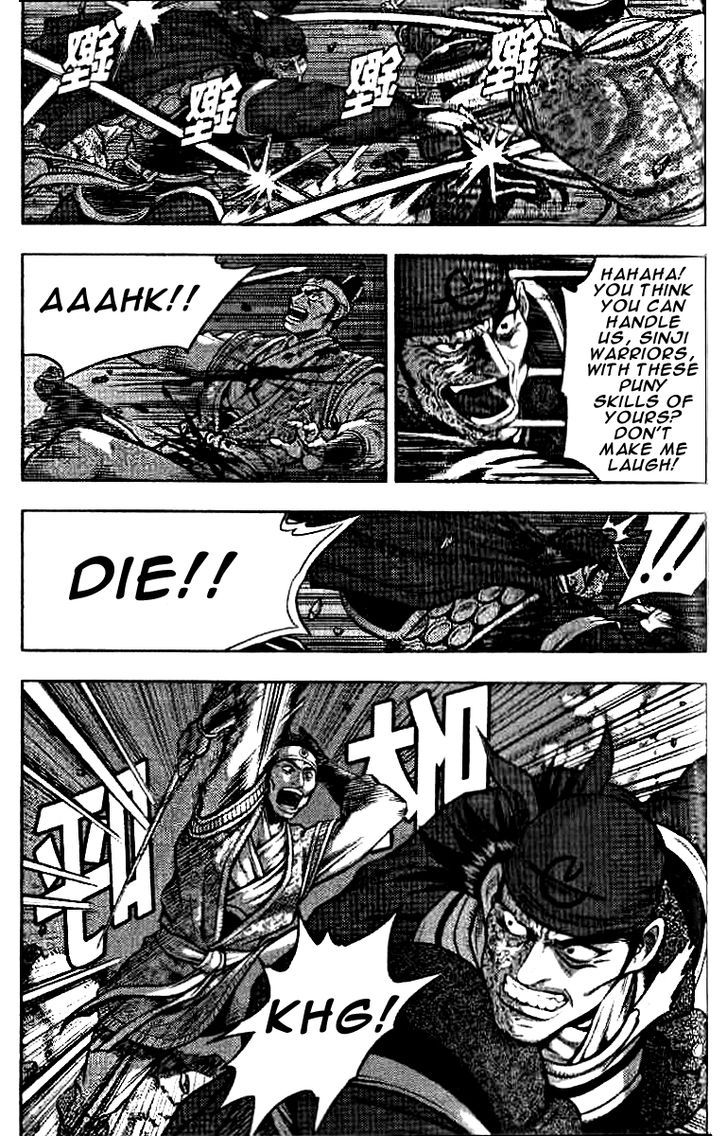 HAHAHA!
YOU THINK
YOU CAN
HANDLE
US, SINJI
WARRIORS,
WITH THESE
PUNY
SKILLS OF
YOURS?
DON'T
MAKE ME
LAUGH!
AAAHK!!
!!
DIE!!
KHG!